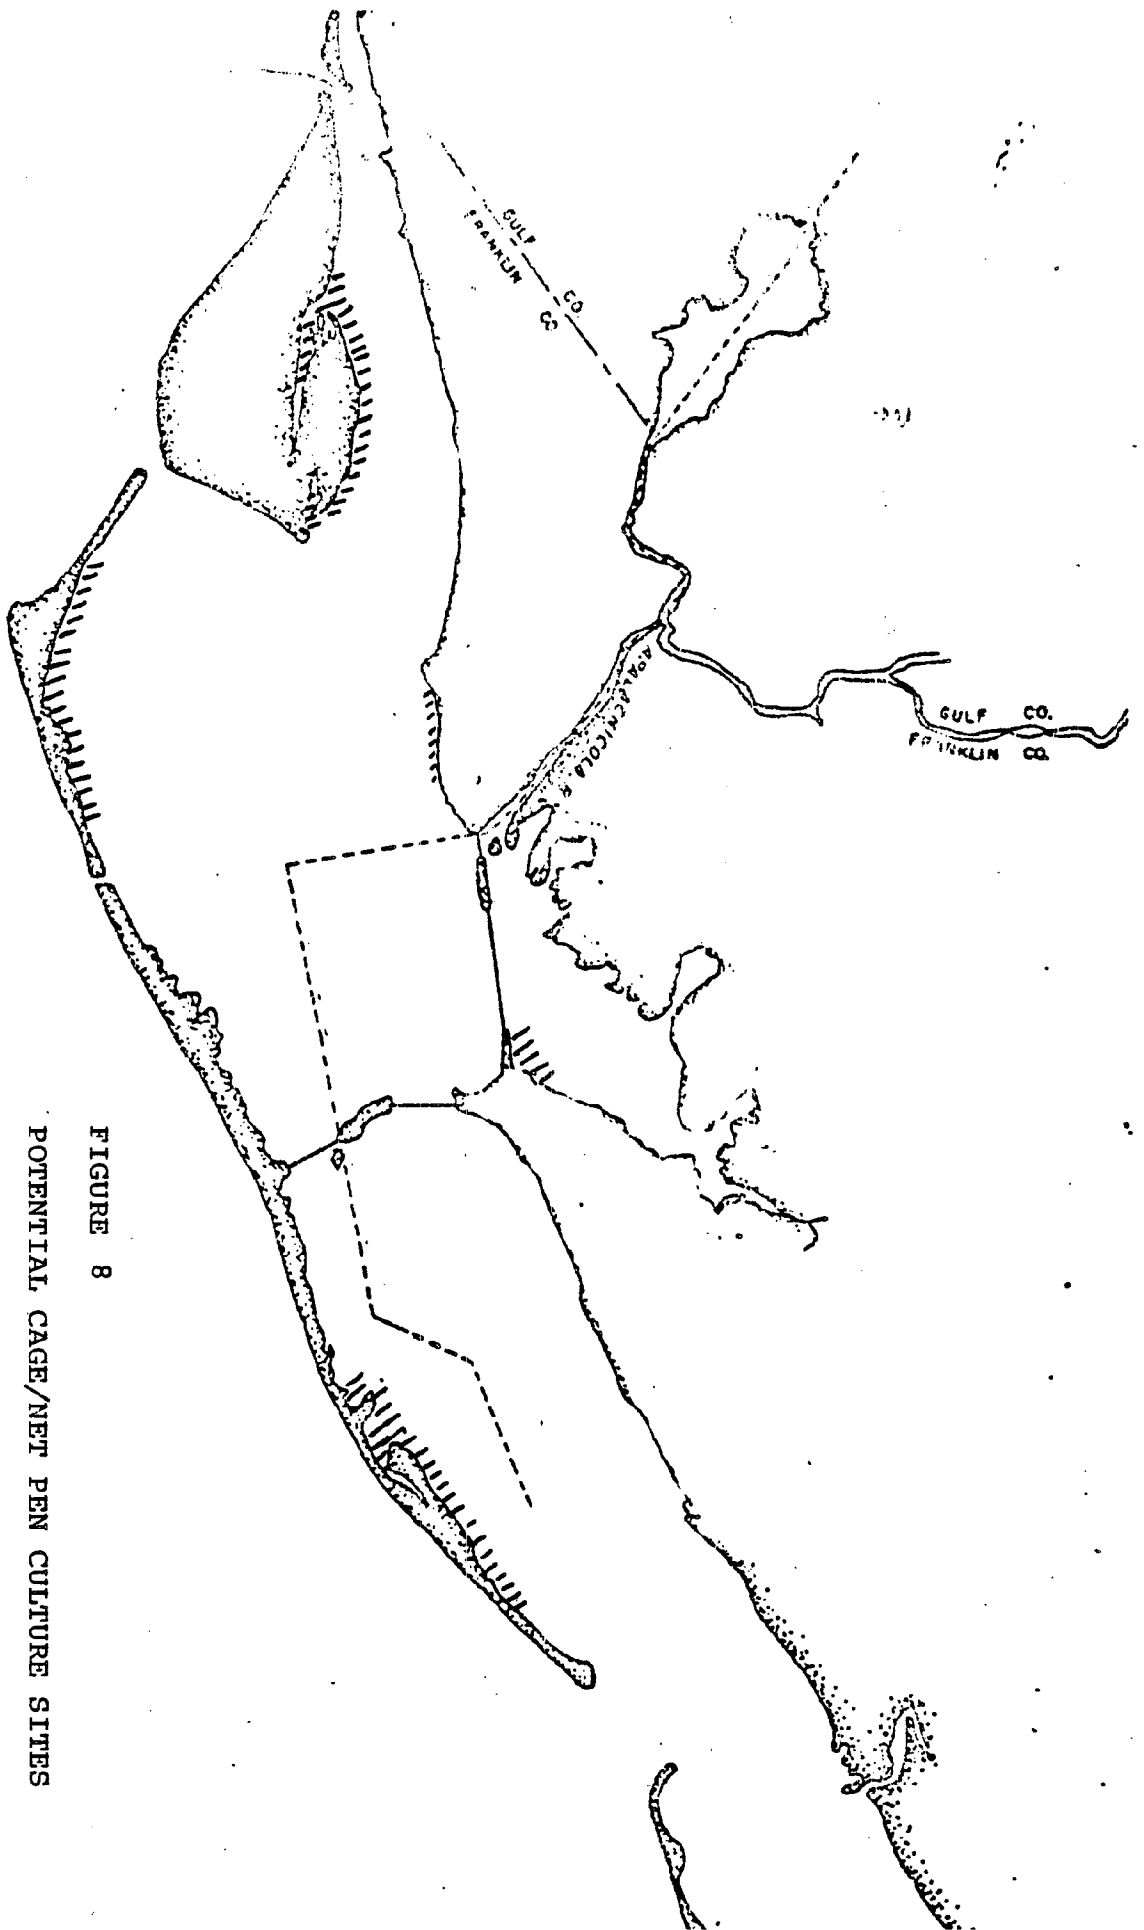 GULF CO
FRANKLIN CO
GULF CO.
FRANKLIN CO.
APALACHICOLA R
FIGURE 8
POTENTIAL CAGE/NET PEN CULTURE SITES